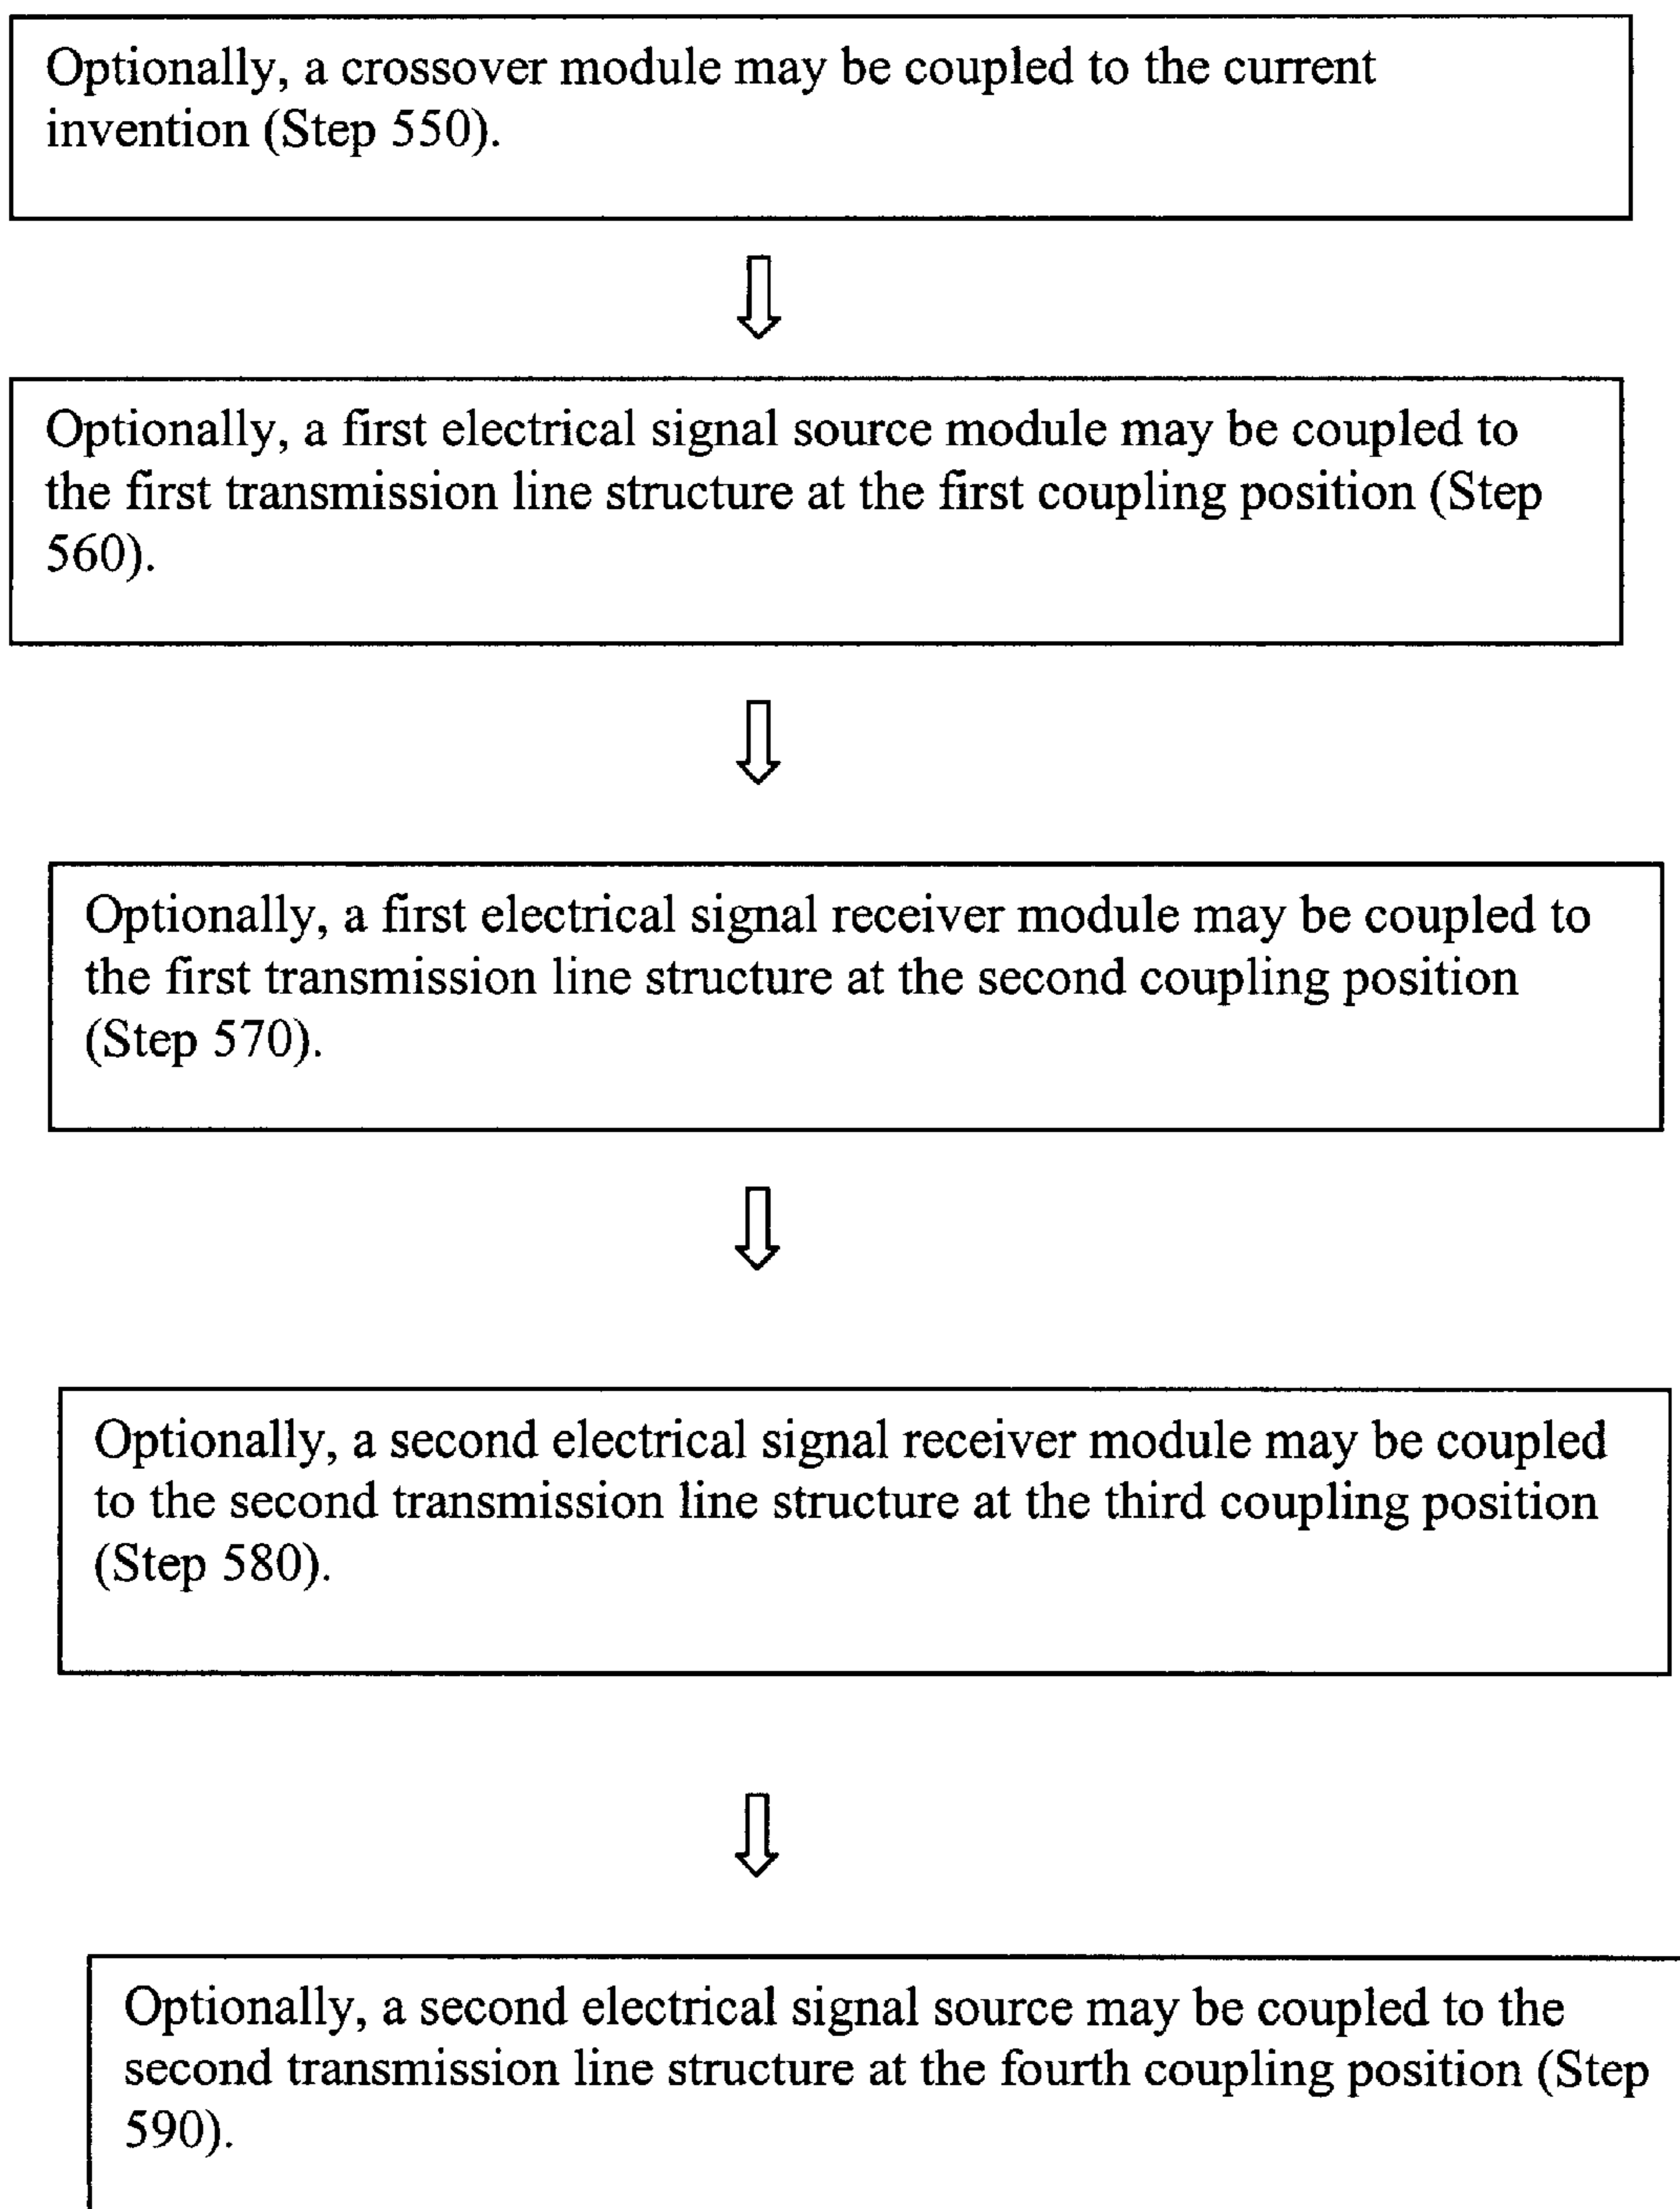 Optionally, a crossover module may be coupled to the current
invention (Step 550).
Optionally, a first electrical signal source module may be coupled to
the first transmission line structure at the first coupling position (Step
560).
Optionally, a first electrical signal receiver module may be coupled to
the first transmission line structure at the second coupling position
(Step 570).
Optionally, a second electrical signal receiver module may be coupled
to the second transmission line structure at the third coupling position
(Step 580).
Optionally, a second electrical signal source may be coupled to the
second transmission line structure at the fourth coupling position (Step
590).